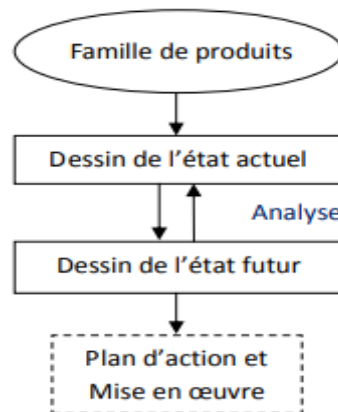 Famille de produits
Dessin de l'état actuel
Analyse
Dessin de l'état futur
Plan d'action et
Mise en œuvre